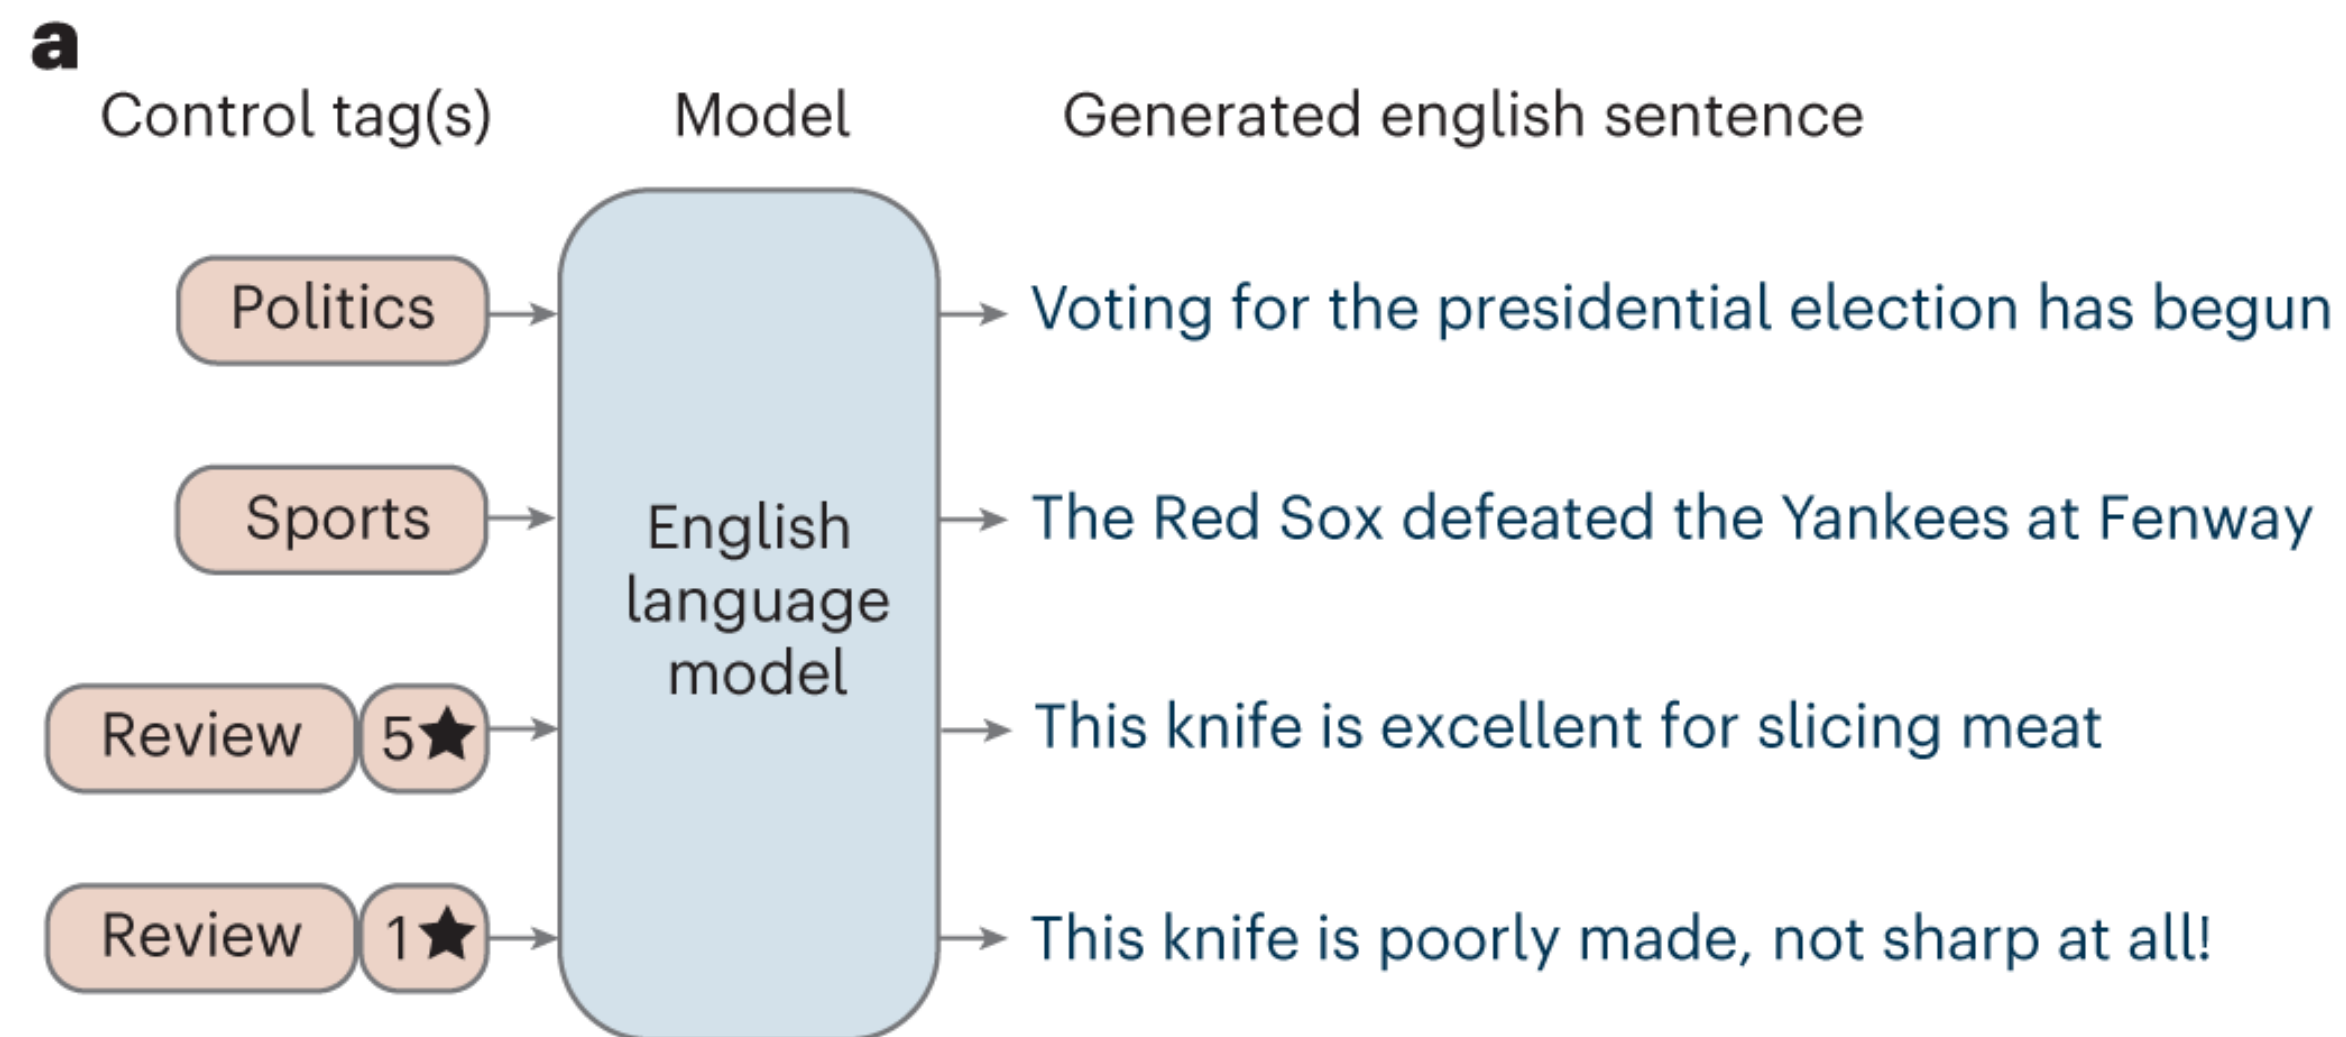 a
Control tag(s)
Model
Generated english sentence
Politics
Voting for the presidential election has begun
Sports
The Red Sox defeated the Yankees at Fenway
English
language
model
Review
5★
This knife is excellent for slicing meat
Review
1★
This knife is poorly made, not sharp at all!